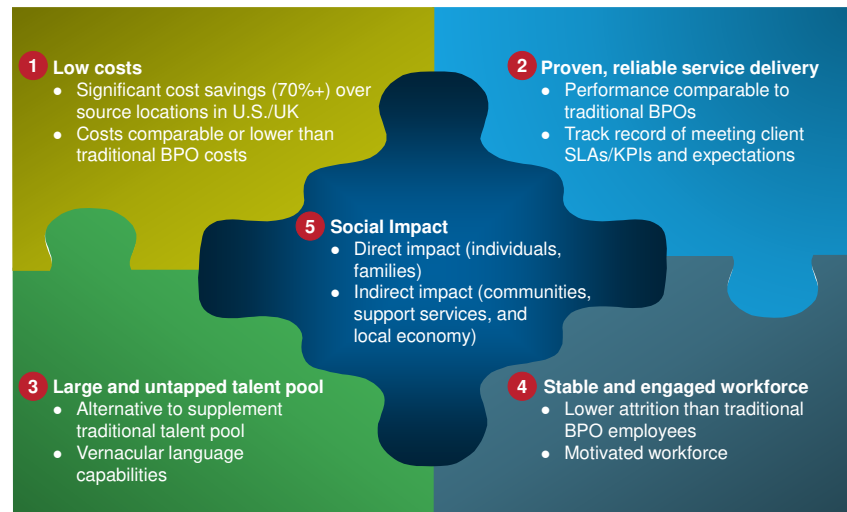 1 Low costs
● Significant cost savings (70%+) over
source locations in U.S./UK
● Costs comparable or lower than
traditional BPO costs
2 Proven, reliable service delivery
● Performance comparable to
traditional BPOs
● Track record of meeting client
SLAs/KPIs and expectations
5 Social Impact
● Direct impact (individuals,
families)
● Indirect impact (communities,
support services, and
local economy)
3 Large and untapped talent pool
● Alternative to supplement
traditional talent pool
● Vernacular language
capabilities
4 Stable and engaged workforce
● Lower attrition than traditional
BPO employees
● Motivated workforce